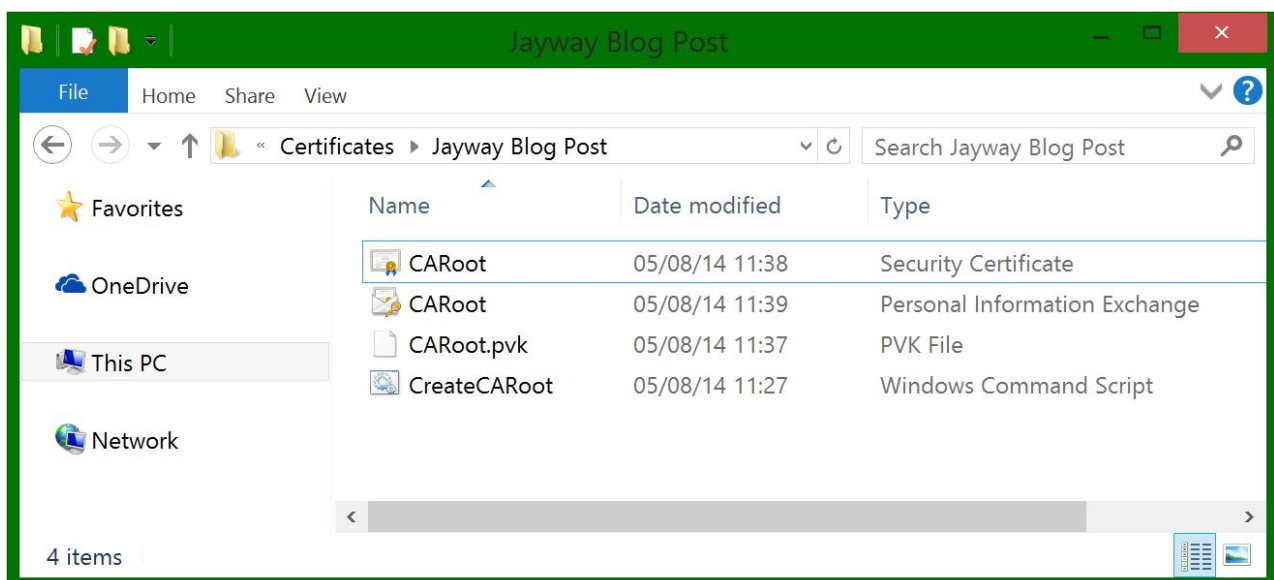 Jayway Blog Post
File Home Share View
« Certificates Jayway Blog Post Search Jayway Blog Post
Favorites
OneDrive
This PC
Network
Name Date modified Type
CARoot 05/08/14 11:38 Security Certificate
CARoot 05/08/14 11:39 Personal Information Exchange
CARoot.pvk 05/08/14 11:37 PVK File
CreateCARoot 05/08/14 11:27 Windows Command Script
4 items